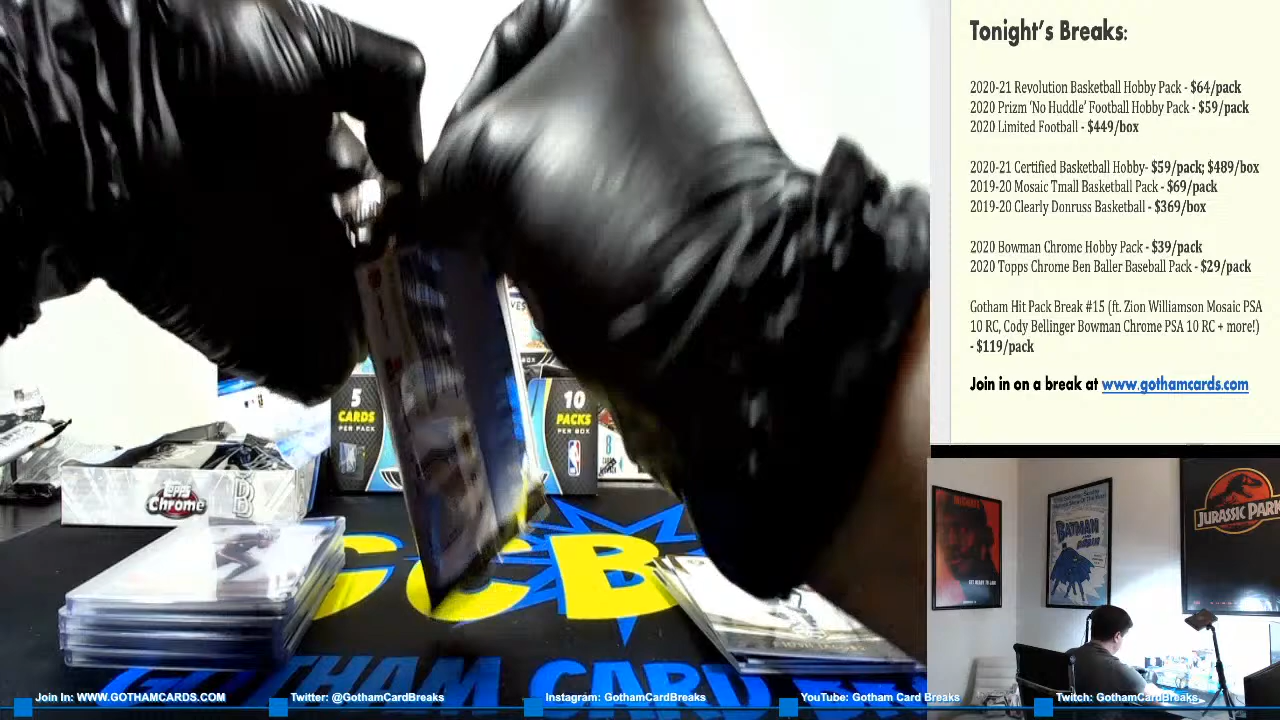 Tonight's Breaks:
2020-21 Revolution Basketball Hobby Pack - $64/pack
2020 Prizm 'No Huddle' Football Hobby Pack - $59/pack
2020 Limited Football - $449/box
2020-21 Certified Basketball Hobby- $59/pack; $489/box
2019-20 Mosaic Tmall Basketball Pack - $69/pack
2019-20 Clearly Donruss Basketball - $369/box
2020 Bowman Chrome Hobby Pack - $39/pack
2020 Topps Chrome Ben Baller Baseball Pack - $29/pack
Gotham Hit Pack Break #15 (ft. Zion Williamson Mosaic PSA
10 RC, Cody Bellinger Bowman Chrome PSA 10 RC + more!)
- $119/pack
Join in on a break at www.gothamcards.com
5
CARDS
PER PACK
10
PACKS
PER BOX
8
TOPPS
Chrome
B
GCB
GOTHAM CARD
BATMAN
JURASSIC PARK
Join In: WWW.GOTHAMCARDS.COM
Twitter: @GothamCardBreaks
Instagram: GothamCardBreaks
YouTube: Gotham Card Breaks
Twitch: GothamCardBreaks